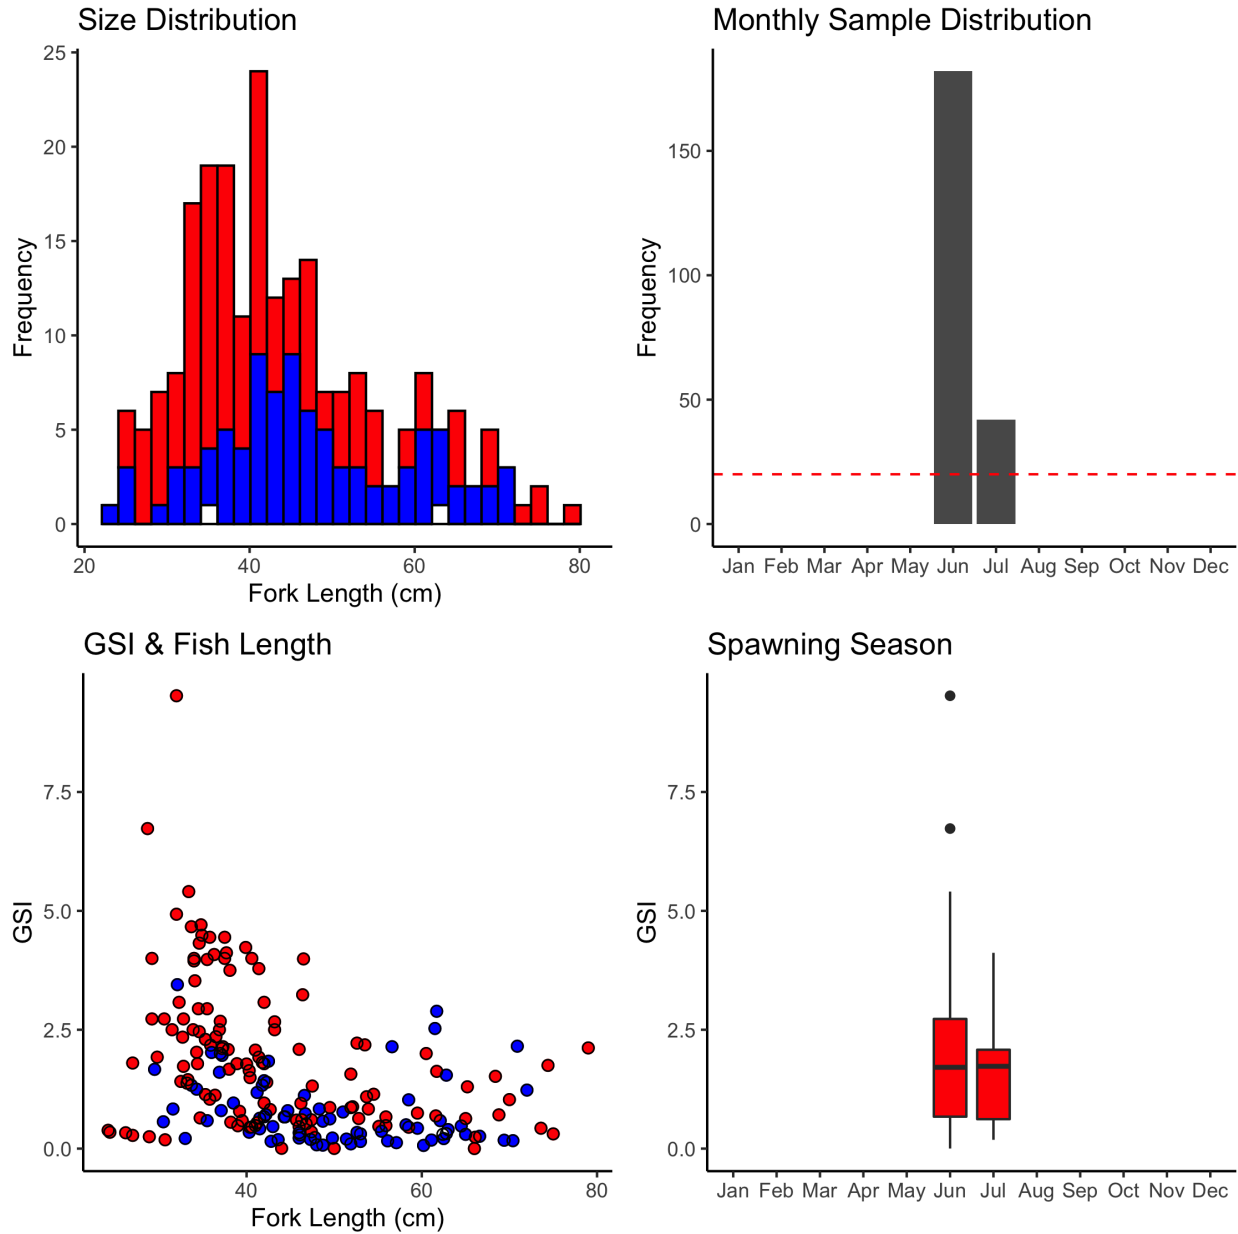 Size Distribution
Frequency
25
20
15
10
5
0
20 40 60 80
Fork Length (cm)
Monthly Sample Distribution
Frequency
150
100
50
0
Jan Feb Mar Apr May Jun Jul Aug Sep Oct Nov Dec
GSI & Fish Length
GSI
7.5
5.0
2.5
0.0
40 60 80
Fork Length (cm)
Spawning Season
GSI
7.5
5.0
2.5
0.0
Jan Feb Mar Apr May Jun Jul Aug Sep Oct Nov Dec